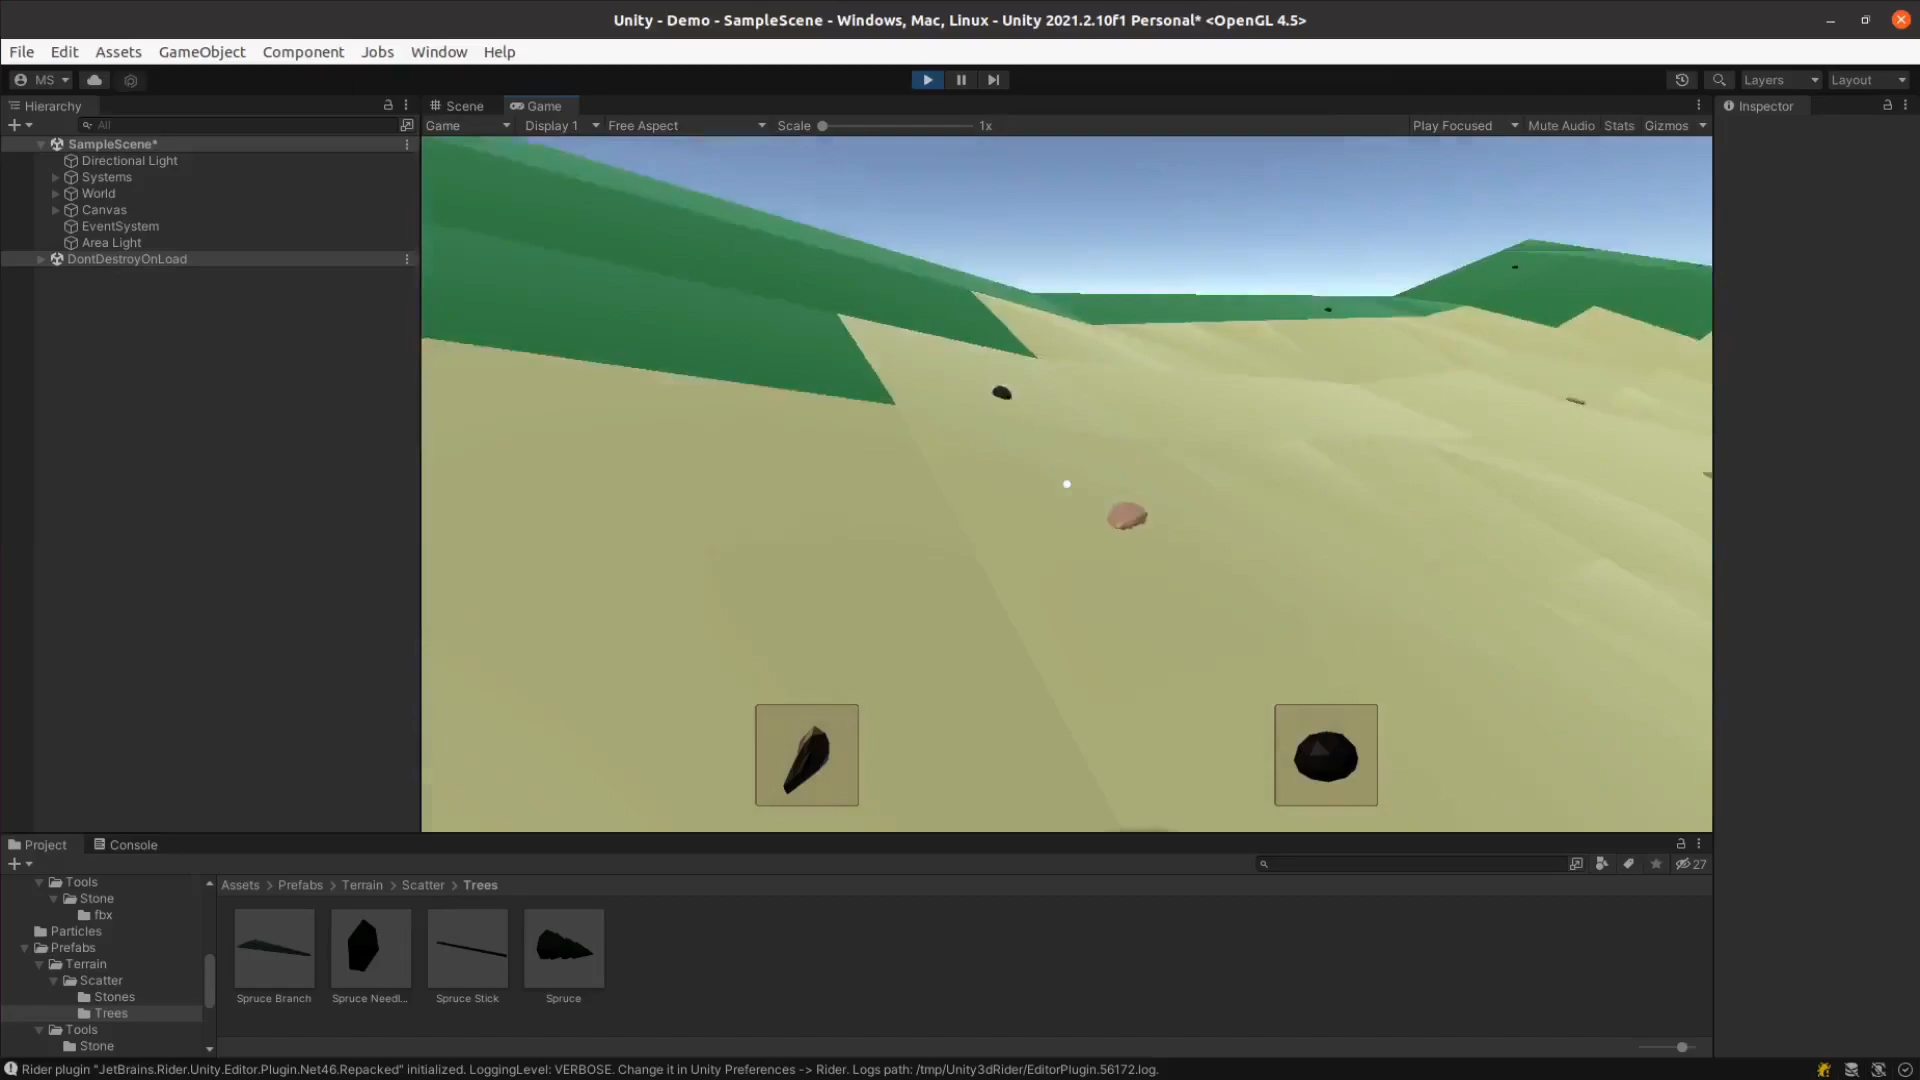 Unity - Demo - SampleScene - Windows, Mac, Linux - Unity 2021.2.10f1 Personal* <OpenGL 4.5>
File Edit Assets GameObject Component Jobs Window Help
MS Layers Layout
Hierarchy Scene Game Inspector
All Game Display 1 Free Aspect Scale 1x Play Focused Mute Audio Stats Gizmos
SampleScene*
Directional Light
Systems
World
Canvas
EventSystem
Area Light
DontDestroyOnLoad
Project Console
27
Tools
Stone
fbx
Particles
Prefabs
Terrain
Scatter
Stones
Trees
Tools
Stone
Assets > Prefabs > Terrain > Scatter > Trees
Spruce Branch Spruce Needl... Spruce Stick Spruce
Rider plugin "JetBrains.Rider.Unity.Editor.Plugin.Net46.Repacked" initialized. LoggingLevel: VERBOSE. Change it in Unity Preferences -> Rider. Logs path: /tmp/Unity3dRider/EditorPlugin.56172.log.